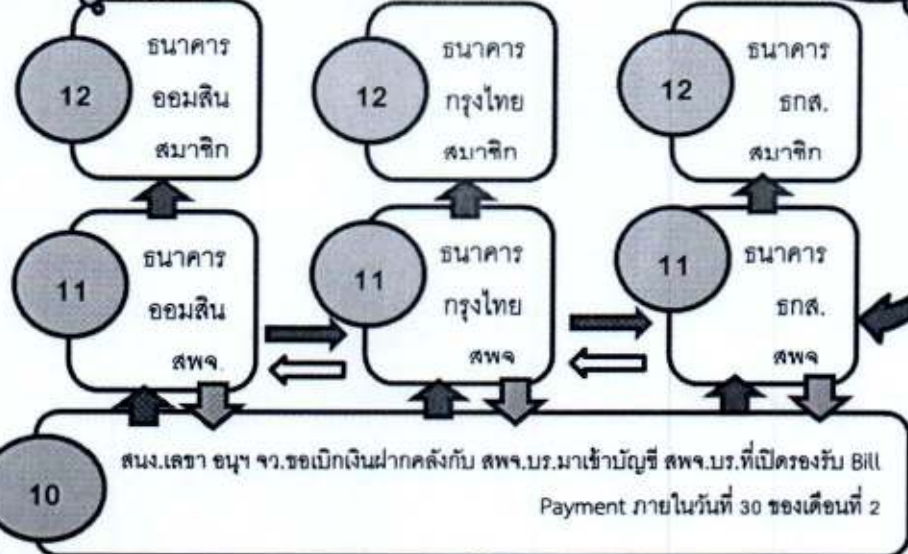 12
ธนาคาร
ออมสิน
สมาชิก
12
ธนาคาร
กรุงไทย
สมาชิก
12
ธนาคาร
ธกส.
สมาชิก
11
ธนาคาร
ออมสิน
สพจ.
11
ธนาคาร
กรุงไทย
สพจ
11
ธนาคาร
ธกส.
สพจ
10
สนง.เลขา อนุฯ จว.ขอเบิกเงินฝากคลังกับ สพจ.บร.มาเข้าบัญชี สพจ.บร.ที่เปิดรองรับ Bill
Payment ภายในวันที่ 30 ของเดือนที่ 2